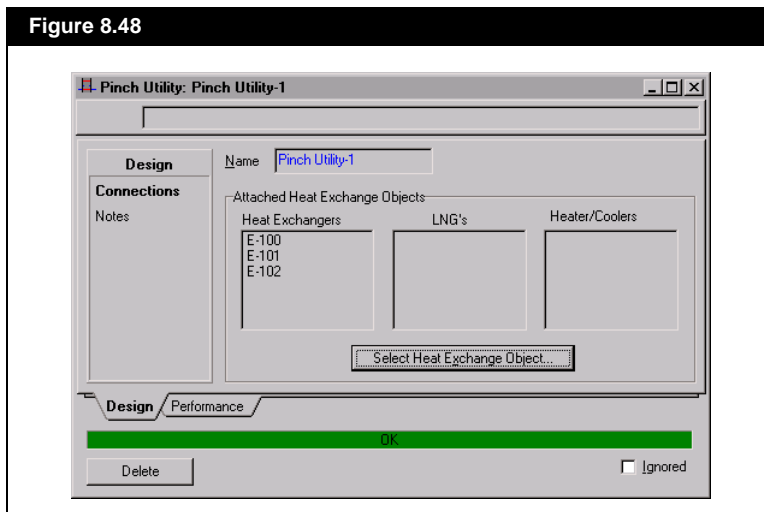 Figure 8.48
Pinch Utility: Pinch Utility-1
Design
Connections
Notes
Name Pinch Utility-1
Attached Heat Exchange Objects
Heat Exchangers LNG's Heater/Coolers
E-100
E-101
E-102
Select Heat Exchange Object...
Design Performance
OK
Delete Ignored